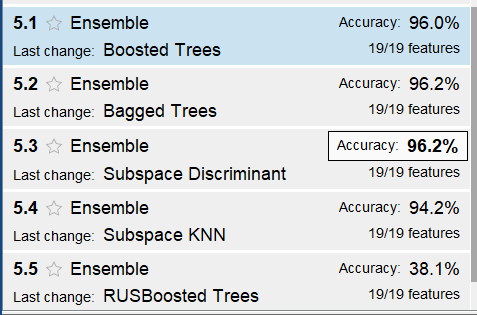 5.1 Ensemble Accuracy: 96.0%
Last change: Boosted Trees 19/19 features
5.2 Ensemble Accuracy: 96.2%
Last change: Bagged Trees 19/19 features
5.3 Ensemble Accuracy: 96.2%
Last change: Subspace Discriminant 19/19 features
5.4 Ensemble Accuracy: 94.2%
Last change: Subspace KNN 19/19 features
5.5 Ensemble Accuracy: 38.1%
Last change: RUSBoosted Trees 19/19 features